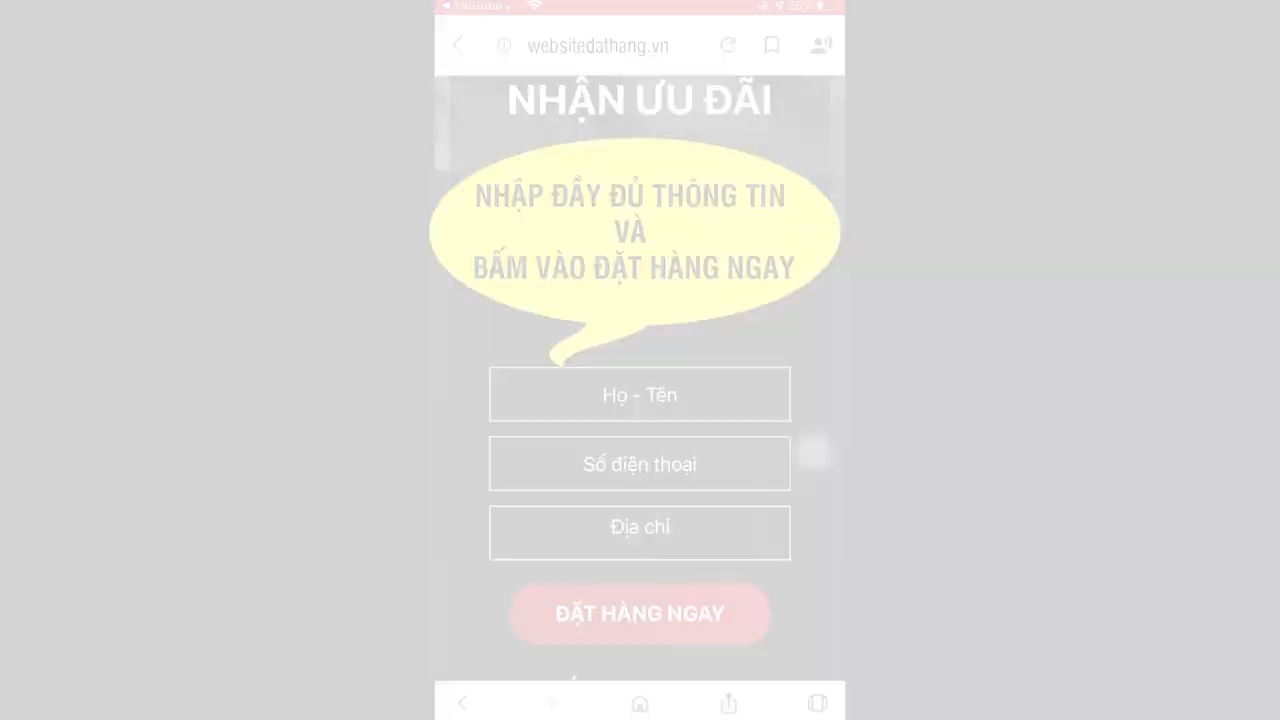 websitedathang.vn
NHẬN ƯU ĐÃI
NHẬP ĐẦY ĐỦ THÔNG TIN
VÀ
BẤM VÀO ĐẶT HÀNG NGAY
Họ - Tên
Số điện thoại
Địa chỉ
ĐẶT HÀNG NGAY